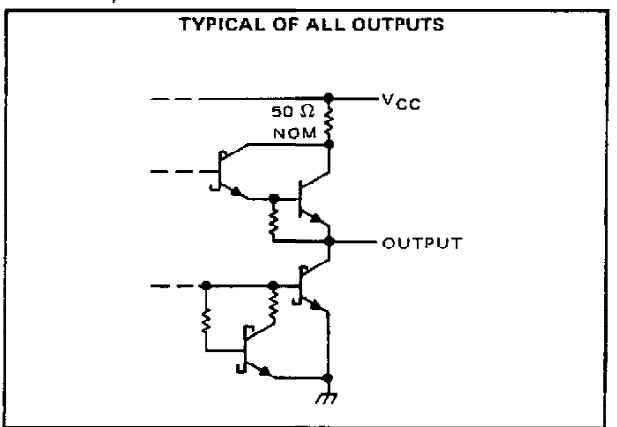 TYPICAL OF ALL OUTPUTS
VCC
50 Ω
NOM
OUTPUT